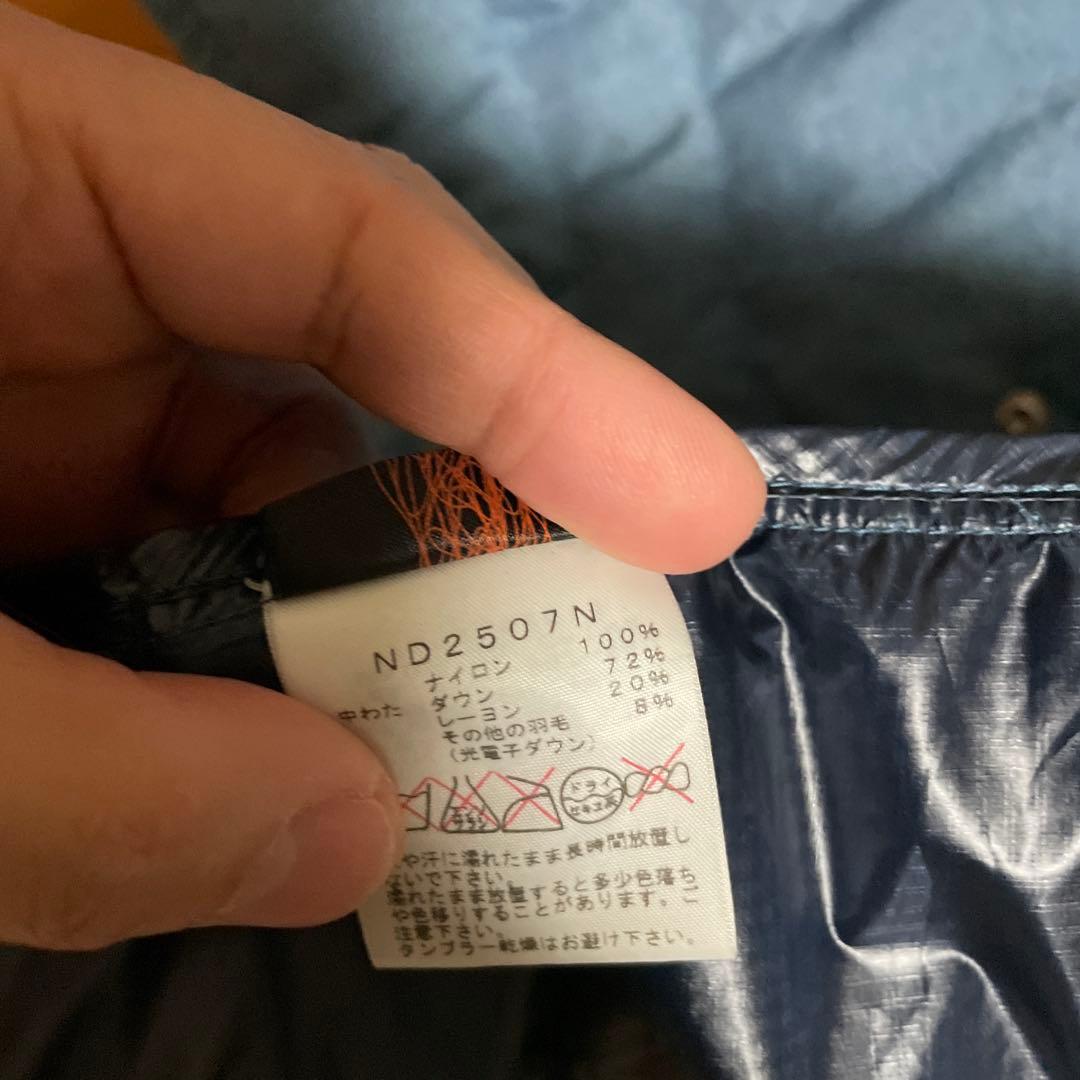 ND2507N
ナイロン 100%
中わた ダウン 72%
レーヨン 20%
その他の羽毛 8%
(光電子ダウン)
ドライ
セキユ系
や汗に濡れたまま長時間放置し
ないで下さい。
濡れたまま放置すると多少色落ち
や色移りすることがあります。ご
注意下さい。
タンブラー乾燥はお避け下さい。